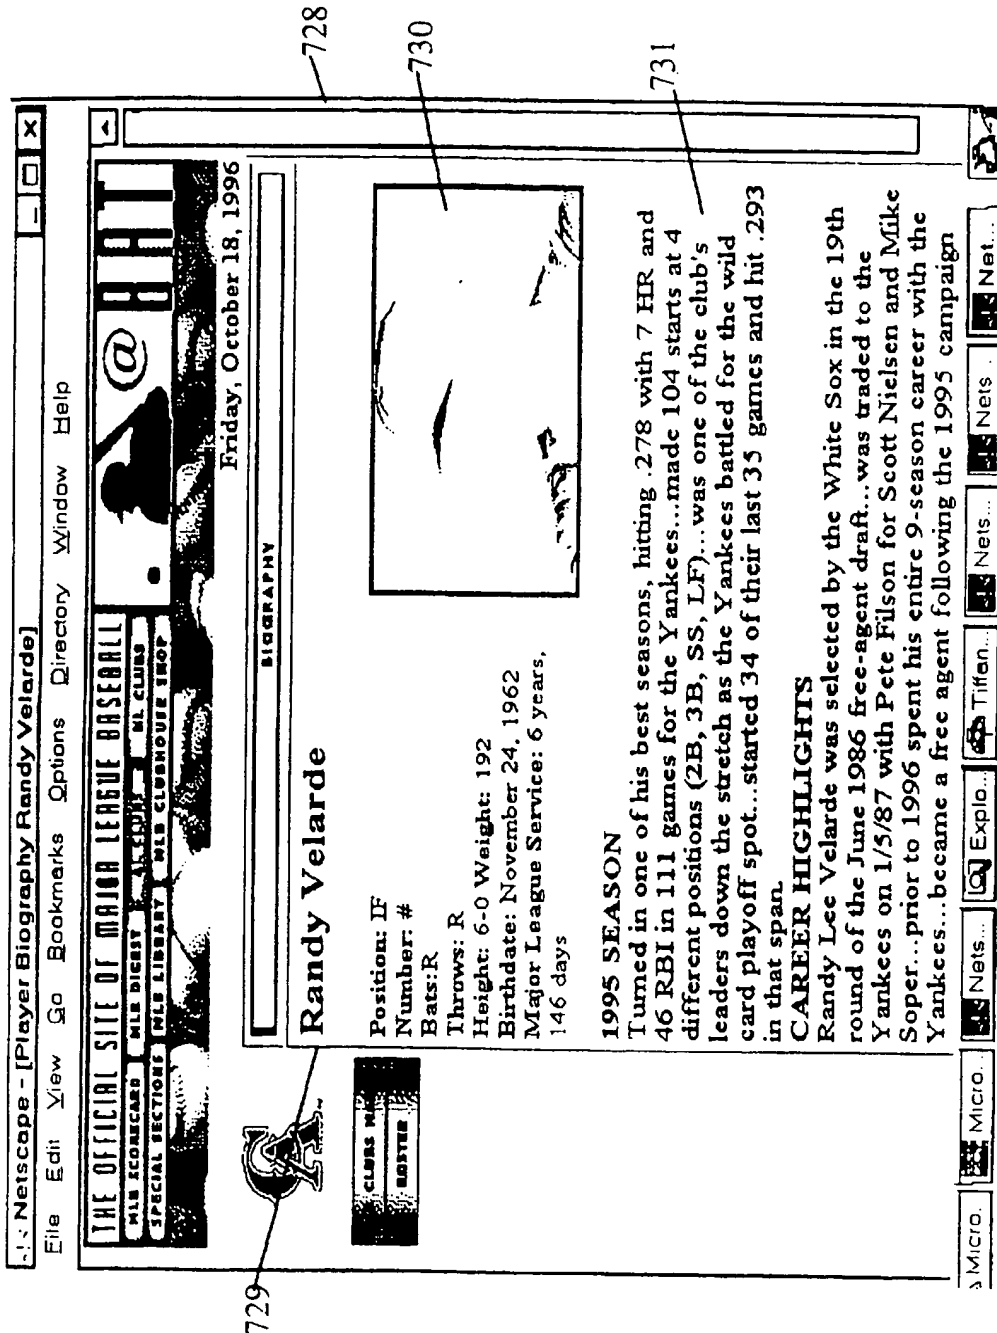 Netscape - [Player Biography Randy Velarde]
File Edit View Go Bookmarks Options Directory Window Help
THE OFFICIAL SITE OF MAJOR LEAGUE BASEBALL
MLB SCORECARD MLB DIGEST AL CLUBS NL CLUBS
SPECIAL SECTIONS MLB LIBRARY MLB CLUBHOUSE SHOP
@ BAT
Friday, October 18, 1996
BIOGRAPHY
CA
CLUBS
ROSTER
Randy Velarde
Position: IF
Number: #
Bats:R
Throws: R
Height: 6-0 Weight: 192
Birthdate: November 24, 1962
Major League Service: 6 years,
146 days
1995 SEASON
Turned in one of his best seasons, hitting .278 with 7 HR and
46 RBI in 111 games for the Yankees...made 104 starts at 4
different positions (2B, 3B, SS, LF)...was one of the club's
leaders down the stretch as the Yankees battled for the wild
card playoff spot...started 34 of their last 35 games and hit .293
in that span.
CAREER HIGHLIGHTS
Randy Lee Velarde was selected by the White Sox in the 19th
round of the June 1986 free-agent draft...was traded to the
Yankees on 1/5/87 with Pete Filson for Scott Nielsen and Mike
Soper...prior to 1996 spent his entire 9-season career with the
Yankees...became a free agent following the 1995 campaign
Micro. Micro... Nets... Explo... Tiffan... Nets... Nets... Net...
728
729
730
731